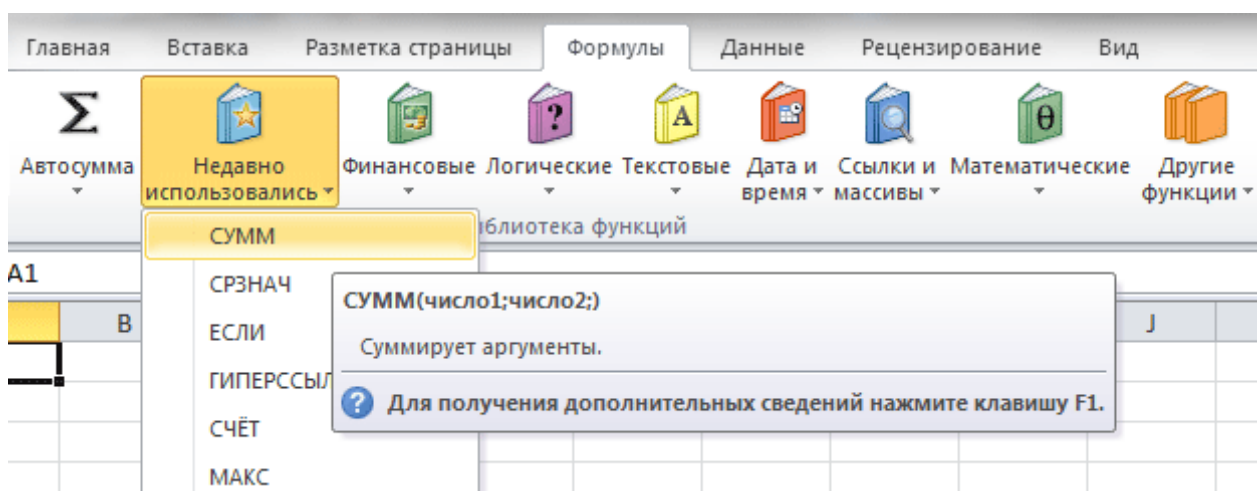 Главная Вставка Разметка страницы Формулы Данные Рецензирование Вид
Σ ? A θ
Автосумма Недавно использовались Финансовые Логические Текстовые Дата и время Ссылки и массивы Математические Другие функции
иблиотека функций
СУММ
A1
СРЗНАЧ
СУММ(число1;число2;)
B J
ЕСЛИ
Суммирует аргументы.
ГИПЕРССЫЛ
? Для получения дополнительных сведений нажмите клавишу F1.
СЧЁТ
МАКС